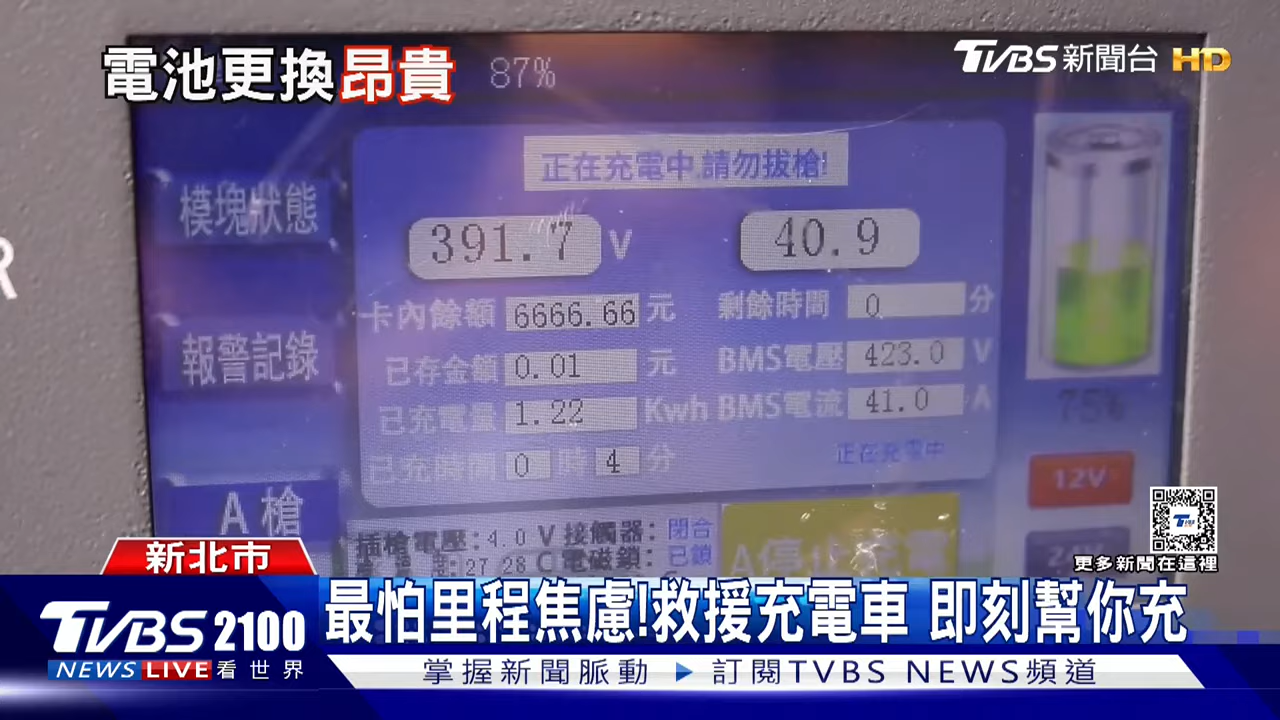 電池更換昂貴
87%
TVBS新聞台 HD
正在充電中,請勿拔槍!
模塊狀態
391.7 V
40.9
卡內餘額 6666.66 元
剩餘時間 0 分
報警記錄
已存金額 0.01 元
BMS電壓 423.0 V
已充電量 1.22 Kwh
BMS電流 41.0 A
75%
已充時間 0 時 4 分
正在充電中
12V
A 槍
插槍電壓:4.0 V 接觸器:閉合
27 28 C電磁鎖:已鎖
A停止充電
更多新聞在這裡
新北市
最怕里程焦慮!救援充電車 即刻幫你充
TVBS 2100
NEWS LIVE 看世界
掌握新聞脈動 ▶ 訂閱TVBS NEWS頻道